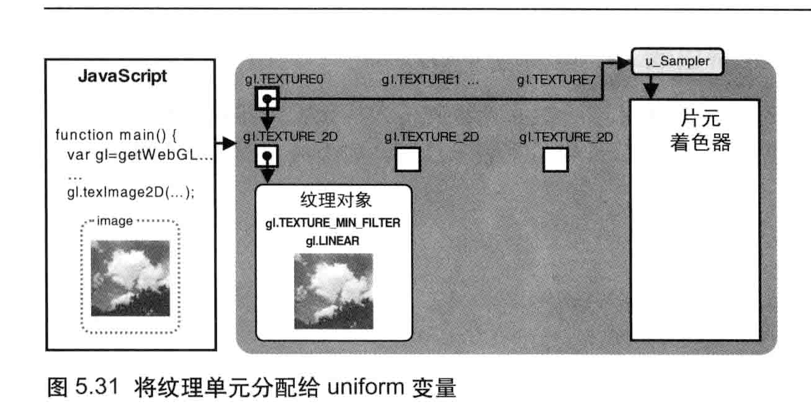 JavaScript
function main() {
var gl=getWebGL...
...
gl.texImage2D(...);
image
gl.TEXTURE0
gl.TEXTURE1 ...
gl.TEXTURE7
u_Sampler
gl.TEXTURE_2D
gl.TEXTURE_2D
gl.TEXTURE_2D
纹理对象
gl.TEXTURE_MIN_FILTER
gl.LINEAR
片元
着色器
图 5.31 将纹理单元分配给 uniform 变量